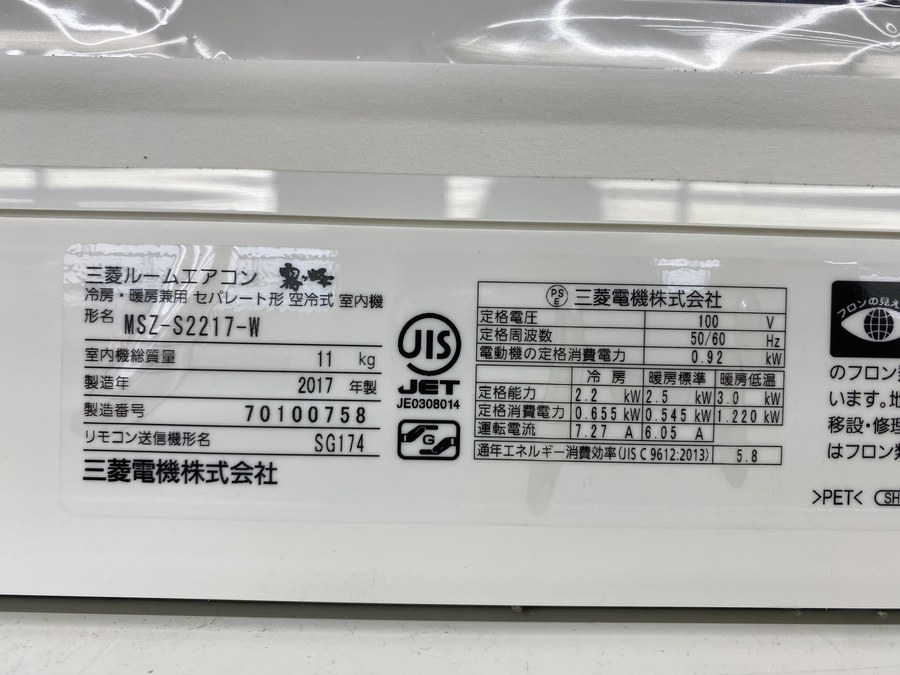 三菱ルームエアコン 霧ヶ峰
冷房・暖房兼用 セパレート形 空冷式 室内機
形名 MSZ-S2217-W
室内機総質量 11 kg
製造年 2017 年製
製造番号 70100758
リモコン送信機形名 SG174
三菱電機株式会社
JIS
JET
JE0308014
G
PSE 三菱電機株式会社
定格電圧 100 V
定格周波数 50/60 Hz
電動機の定格消費電力 0.92 kW
冷房 暖房標準 暖房低温
定格能力 2.2 kW 2.5 kW 3.0 kW
定格消費電力 0.655 kW 0.545 kW 1.220 kW
運転電流 7.27 A 6.05 A
通年エネルギー消費効率(JIS C 9612:2013) 5.8
フロンの見え
のフロン
います。地
移設・修理
はフロン類
>PET< SH